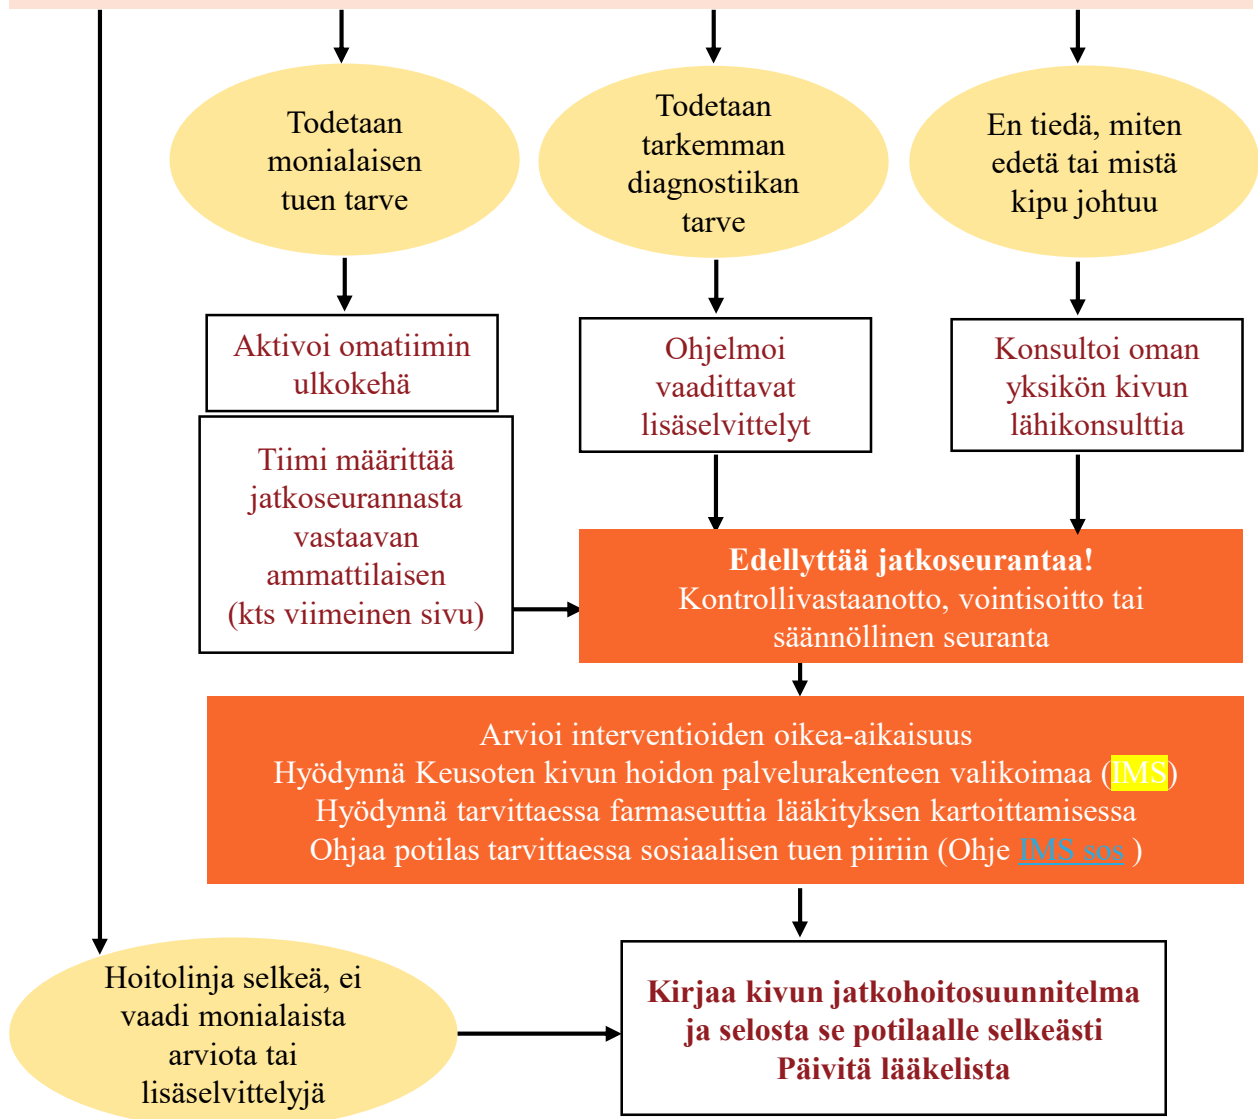 Todetaan
monialaisen
tuen tarve
Todetaan
tarkemman
diagnostiikan
tarve
En tiedä, miten
edetä tai mistä
kipu johtuu
Aktivoi omatiimin
ulkokehä
Ohjelmoi
vaadittavat
lisäselvittelyt
Konsultoi oman
yksikön kivun
lähikonsulttia
Tiimi määrittää
jatkoseurannasta
vastaavan
ammattilaisen
(kts viimeinen sivu)
Edellyttää jatkoseurantaa!
Kontrollivastaanotto, vointisoitto tai
säännöllinen seuranta
Arvioi interventioiden oikea-aikaisuus
Hyödynnä Keusoten kivun hoidon palvelurakenteen valikoimaa (IMS)
Hyödynnä tarvittaessa farmaseuttia lääkityksen kartoittamisessa
Ohjaa potilas tarvittaessa sosiaalisen tuen piiriin (Ohje IMS sos )
Hoitolinja selkeä, ei
vaadi monialaista
arviota tai
lisäselvittelyjä
Kirjaa kivun jatkohoitosuunnitelma
ja selosta se potilaalle selkeästi
Päivitä lääkelista